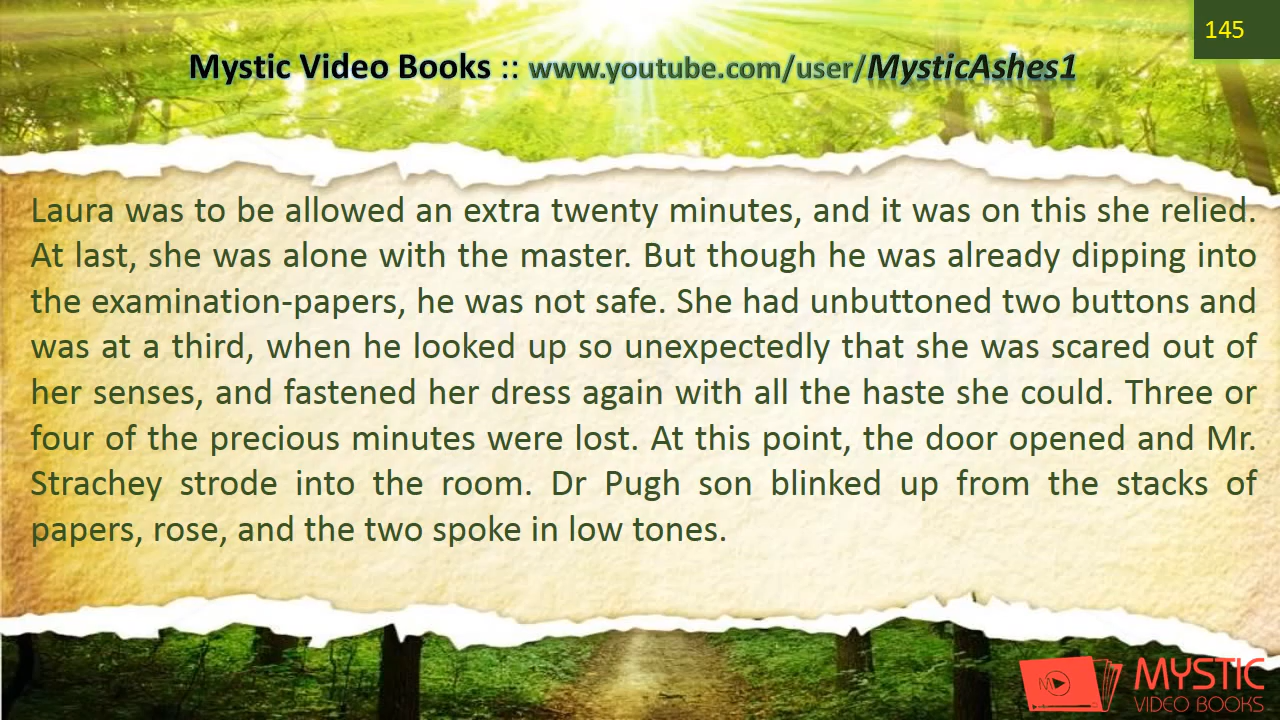 145
Mystic Video Books :: www.youtube.com/user/MysticAshes1
Laura was to be allowed an extra twenty minutes, and it was on this she relied.
At last, she was alone with the master. But though he was already dipping into
the examination-papers, he was not safe. She had unbuttoned two buttons and
was at a third, when he looked up so unexpectedly that she was scared out of
her senses, and fastened her dress again with all the haste she could. Three or
four of the precious minutes were lost. At this point, the door opened and Mr.
Strachey strode into the room. Dr Pugh son blinked up from the stacks of
papers, rose, and the two spoke in low tones.
M
MYSTIC
VIDEO BOOKS